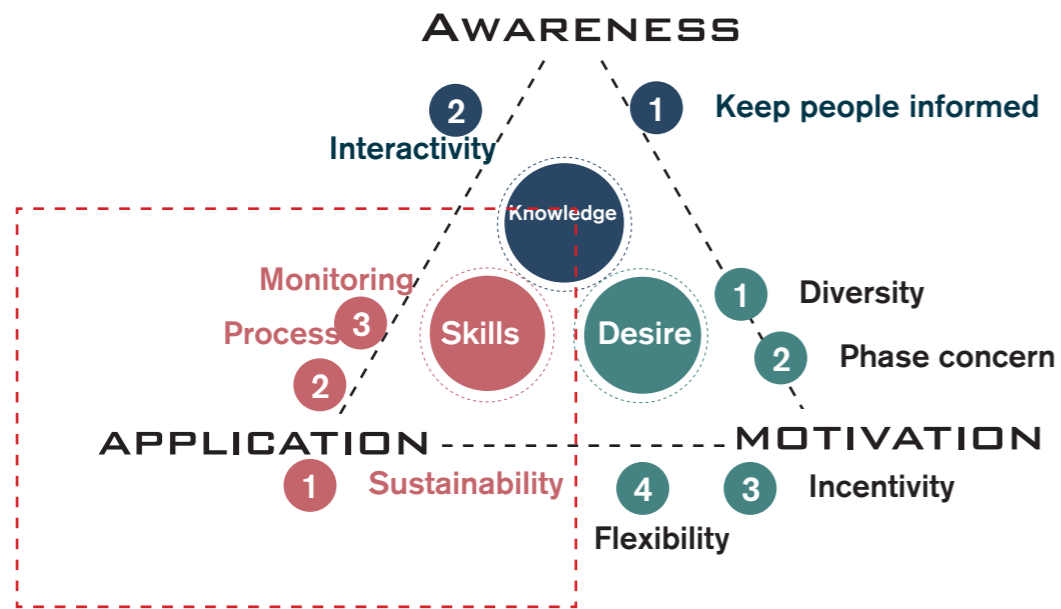 AWARENESS
2
1 Keep people informed
Interactivity
Knowledge
Monitoring
1 Diversity
Process 3
Skills
Desire
2 Phase concern
2
APPLICATION
MOTIVATION
1 Sustainability
4
3 Incentivity
Flexibility